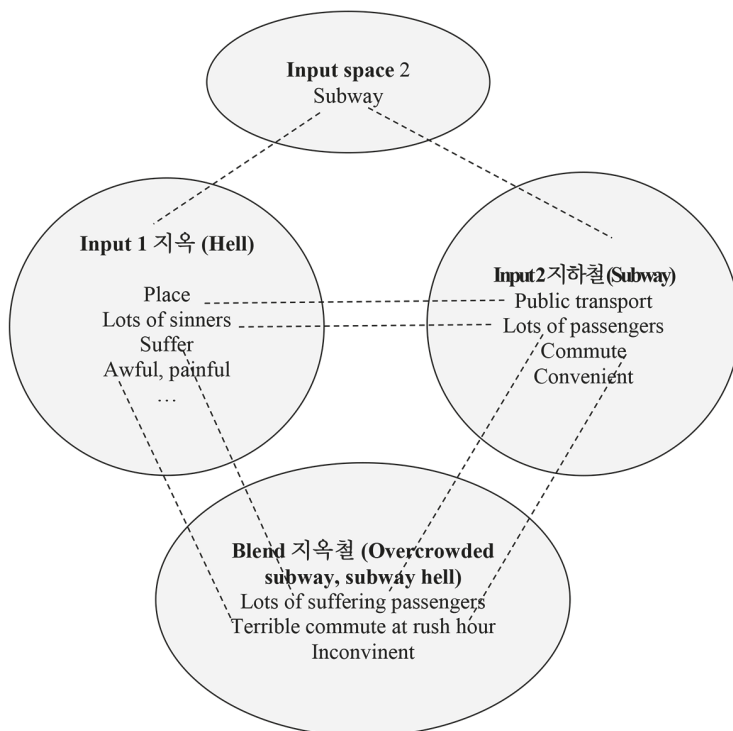 Input space 2
Subway
Input 1 지옥 (Hell)
Place
Lots of sinners
Suffer
Awful, painful
…
Input 2 지하철 (Subway)
Public transport
Lots of passengers
Commute
Convenient
Blend 지옥철 (Overcrowded
subway, subway hell)
Lots of suffering passengers
Terrible commute at rush hour
Inconvinent